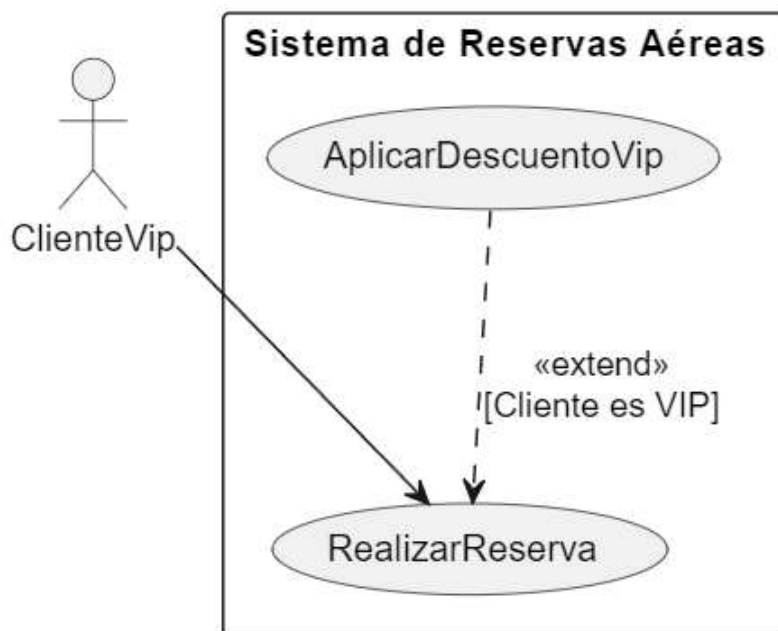 Sistema de Reservas Aéreas
AplicarDescuentoVip
ClienteVip
«extend»
[Cliente es VIP]
RealizarReserva